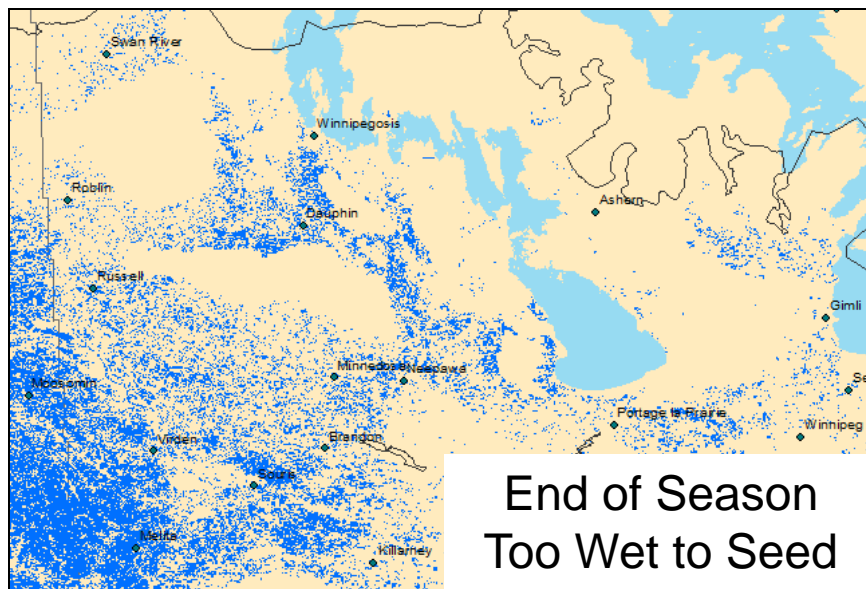 Swan River
Winnipegosis
Roblin
Ashern
Dauphin
Russell
Gimli
Minnedosa
Neepawa
Moosomin
Se
Portage la Prairie
Winnipeg
Virden
Brandon
Souris
Melita
Killarney
End of Season
Too Wet to Seed